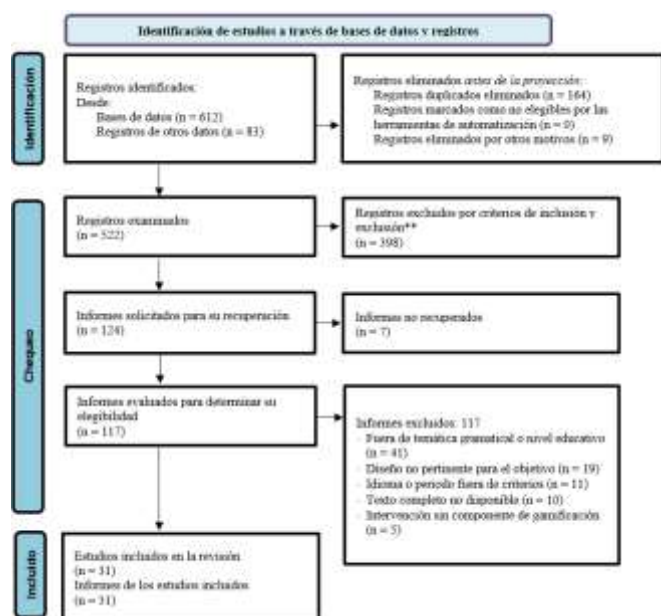 Identificación de estudios a través de bases de datos y registros
Identificación
Registros identificados:
Desde
Bases de datos (n = 612)
Registros de otros datos (n = 83)
Registros eliminados antes de la proyección:
Registros duplicados eliminados (n = 164)
Registros marcados como no elegibles por las
herramientas de automatización (n = 9)
Registros eliminados por otros motivos (n = 9)
Chequeo
Registros examinados
(n = 522)
Registros excluidos por criterios de inclusión y
exclusión**
(n = 398)
Informes solicitados para su recuperación
(n = 124)
Informes no recuperados
(n = 7)
Informes evaluados para determinar su
elegibilidad
(n = 117)
Informes excluidos: 117
Fuera de temática gramatical o nivel educativo
(n = 41)
Diseño no pertinente para el objetivo (n = 19)
Idioma o periodo fuera de criterios (n = 11)
Texto completo no disponible (n = 10)
Intervención sin componente de gamificación
(n = 5)
Incluido
Estudios incluidos en la revisión
(n = 31)
Informes de los estudios incluidos
(n = 31)